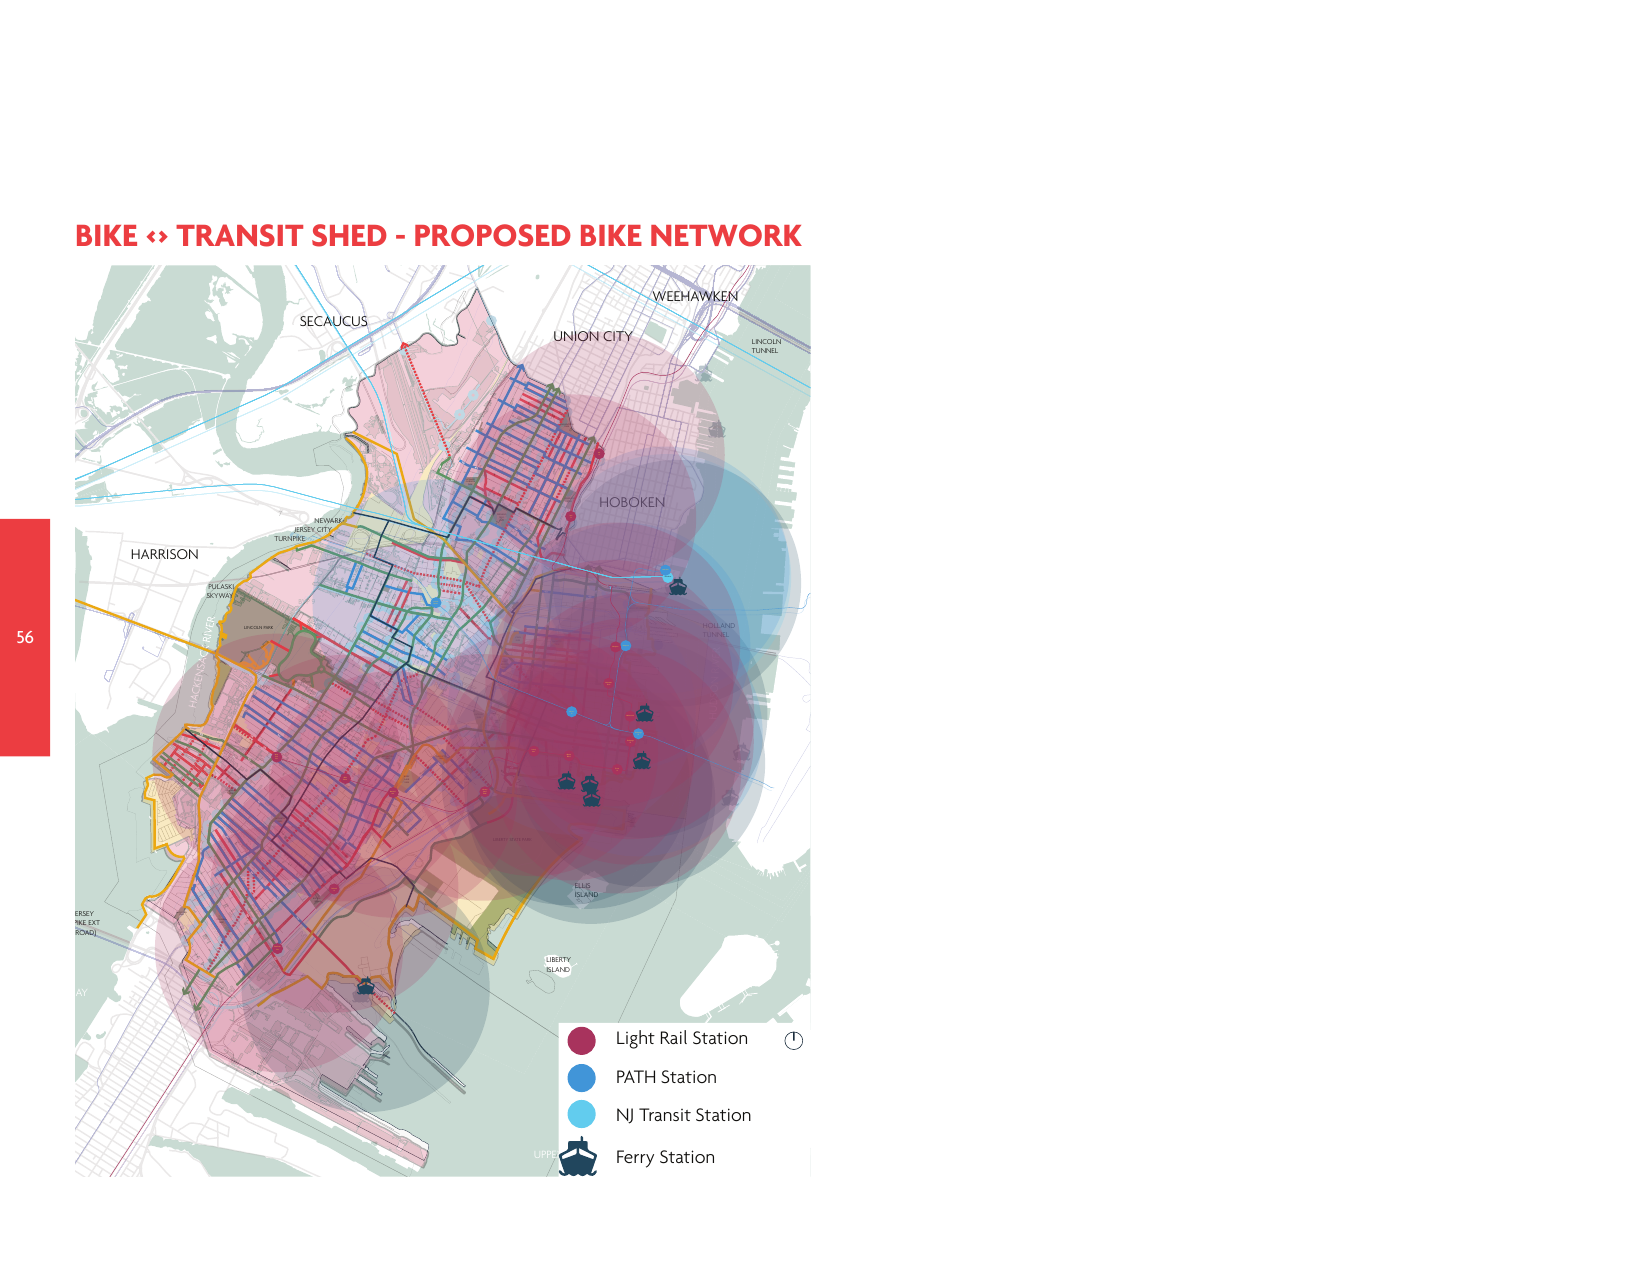 BIKE <> TRANSIT SHED - PROPOSED BIKE NETWORK
WEEHAWKEN
SECAUCUS
UNION CITY
LINCOLN
TUNNEL
HOBOKEN
NEWARK
JERSEY CITY
TURNPIKE
HARRISON
PULASKI
SKYWAY
LINCOLN PARK
HOLLAND
TUNNEL
56
HACKENSACK RIVER
ELLIS
ISLAND
ERSEY
PIKE EXT
ROAD)
LIBERTY
ISLAND
AY
UPPE
Light Rail Station
PATH Station
NJ Transit Station
Ferry Station